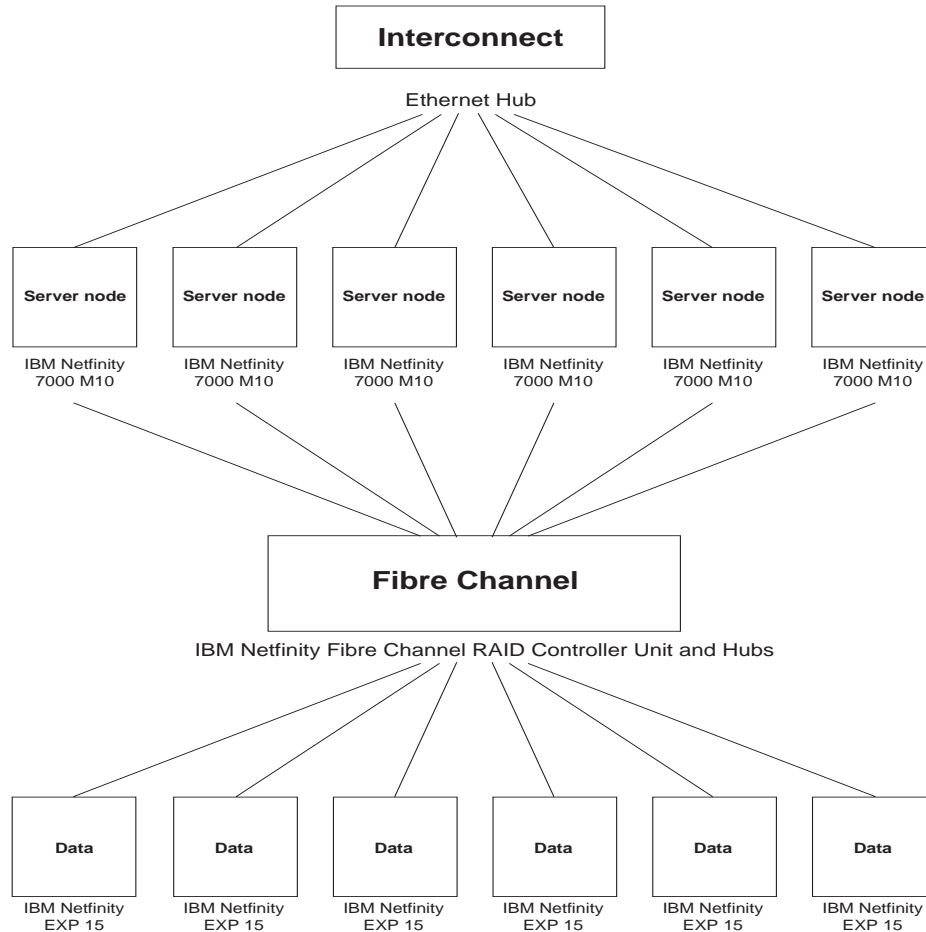 Interconnect
Ethernet Hub
Server node
Server node
Server node
Server node
Server node
Server node
IBM Netfinity
7000 M10
IBM Netfinity
7000 M10
IBM Netfinity
7000 M10
IBM Netfinity
7000 M10
IBM Netfinity
7000 M10
IBM Netfinity
7000 M10
Fibre Channel
IBM Netfinity Fibre Channel RAID Controller Unit and Hubs
Data
Data
Data
Data
Data
Data
IBM Netfinity
EXP 15
IBM Netfinity
EXP 15
IBM Netfinity
EXP 15
IBM Netfinity
EXP 15
IBM Netfinity
EXP 15
IBM Netfinity
EXP 15